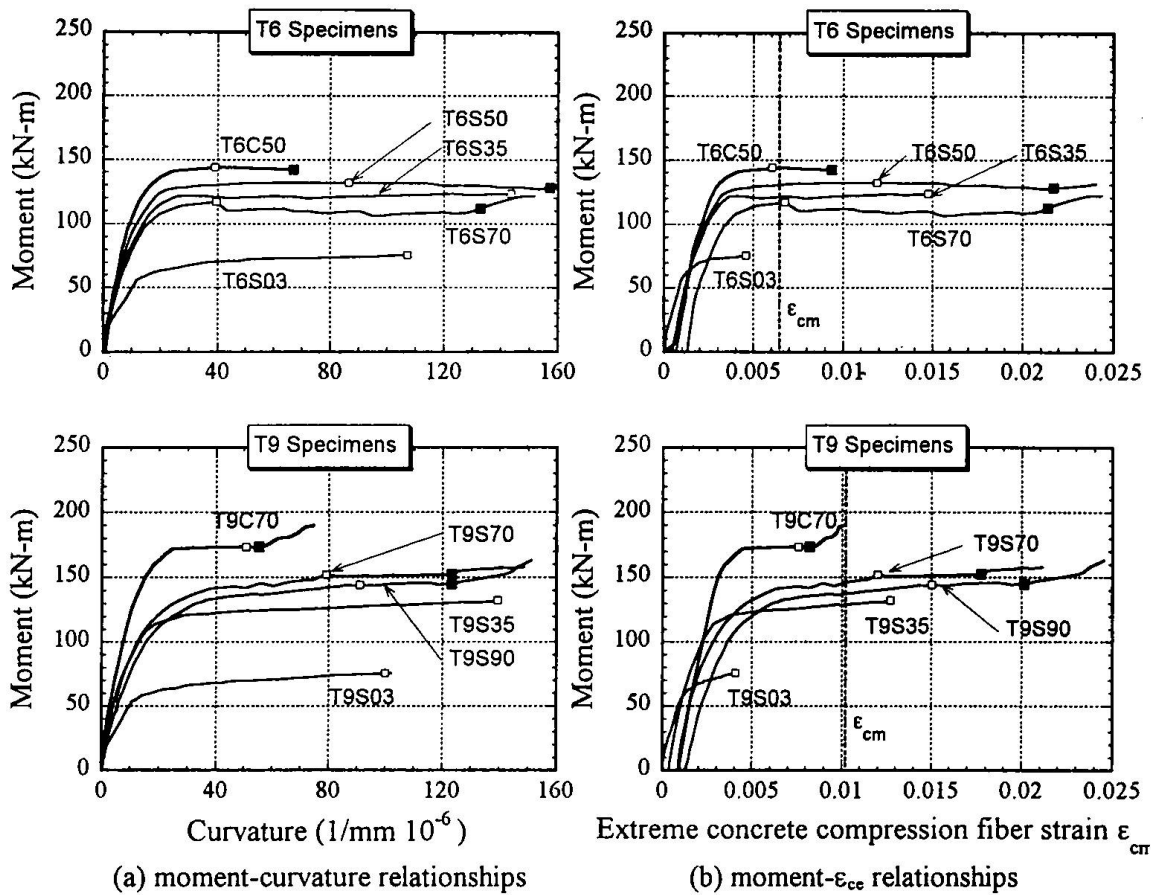 T6 Specimens
250
200
150
100
50
0
Moment (kN-m)
T6C50
T6S50
T6S35
T6S70
T6S03
0 40 80 120 160
T6 Specimens
250
200
150
100
50
0
Moment (kN-m)
T6C50
T6S50
T6S35
T6S70
T6S03
εcm
0 0.005 0.01 0.015 0.02 0.025
T9 Specimens
250
200
150
100
50
0
Moment (kN-m)
T9C70
T9S70
T9S35
T9S90
T9S03
0 40 80 120 160
Curvature (1/mm 10-6)
(a) moment-curvature relationships
T9 Specimens
250
200
150
100
50
0
Moment (kN-m)
T9C70
T9S70
T9S35
T9S90
T9S03
εcm
0 0.005 0.01 0.015 0.02 0.025
Extreme concrete compression fiber strain εcm
(b) moment-εce relationships